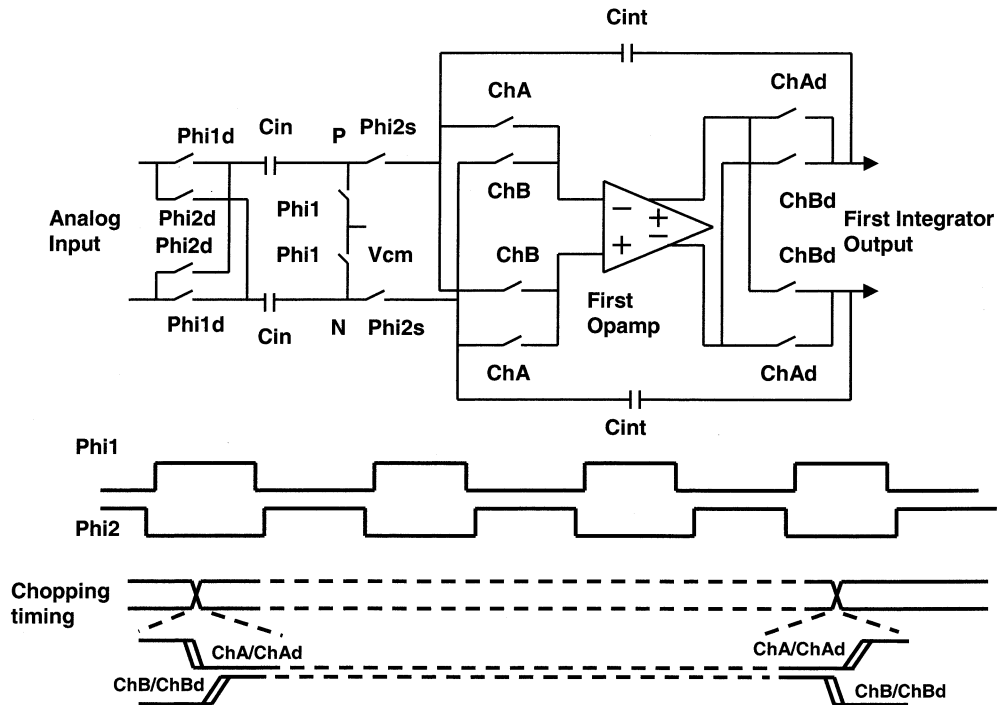 Cint
ChA
ChAd
Cin
P
Phi2s
Phi1d
ChB
Phi1
ChBd
Analog
Input
Phi2d
Phi2d
First Integrator
Output
Phi1
Vcm
ChB
ChBd
First
Opamp
Phi1d
Cin
N
Phi2s
ChA
ChAd
Cint
Phi1
Phi2
Chopping
timing
ChA/ChAd
ChA/ChAd
ChB/ChBd
ChB/ChBd